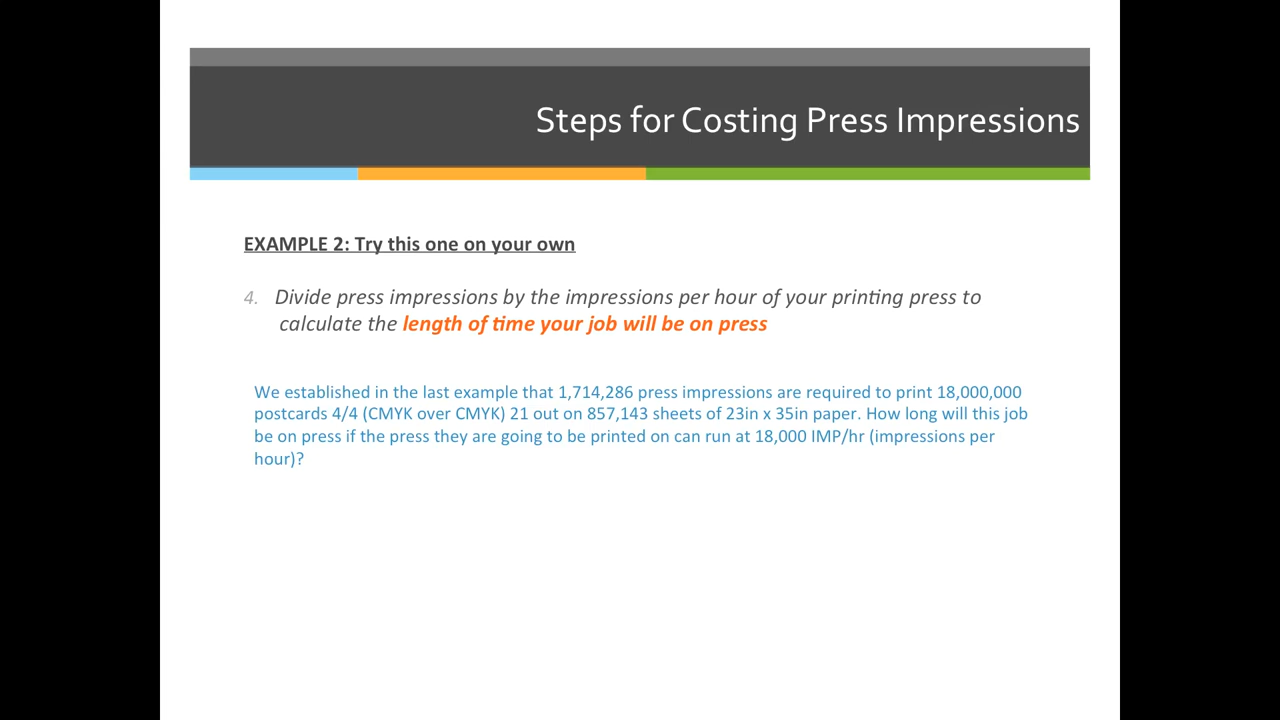 Steps for Costing Press Impressions
EXAMPLE 2: Try this one on your own
4. Divide press impressions by the impressions per hour of your printing press to
calculate the length of time your job will be on press
We established in the last example that 1,714,286 press impressions are required to print 18,000,000
postcards 4/4 (CMYK over CMYK) 21 out on 857,143 sheets of 23in x 35in paper. How long will this job
be on press if the press they are going to be printed on can run at 18,000 IMP/hr (impressions per
hour)?